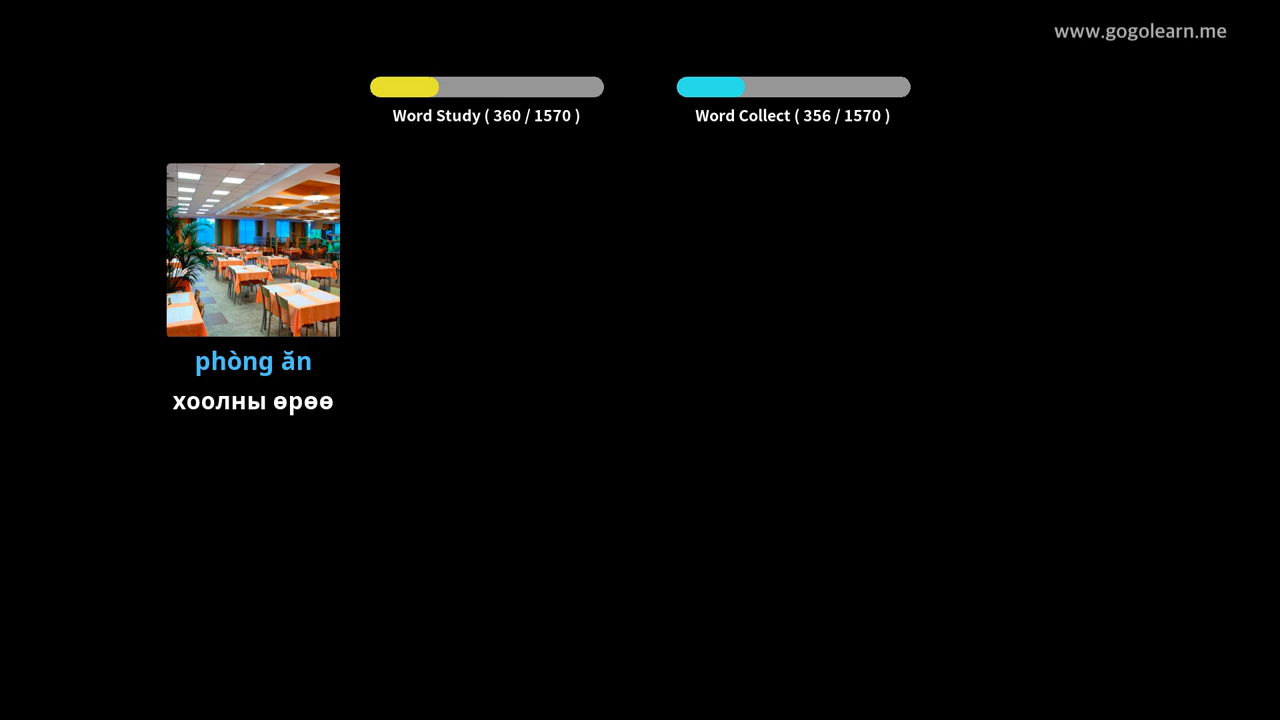 www.gogolearn.me
Word Study ( 360 / 1570 )
Word Collect ( 356 / 1570 )
phòng ăn
хоолны өрөө